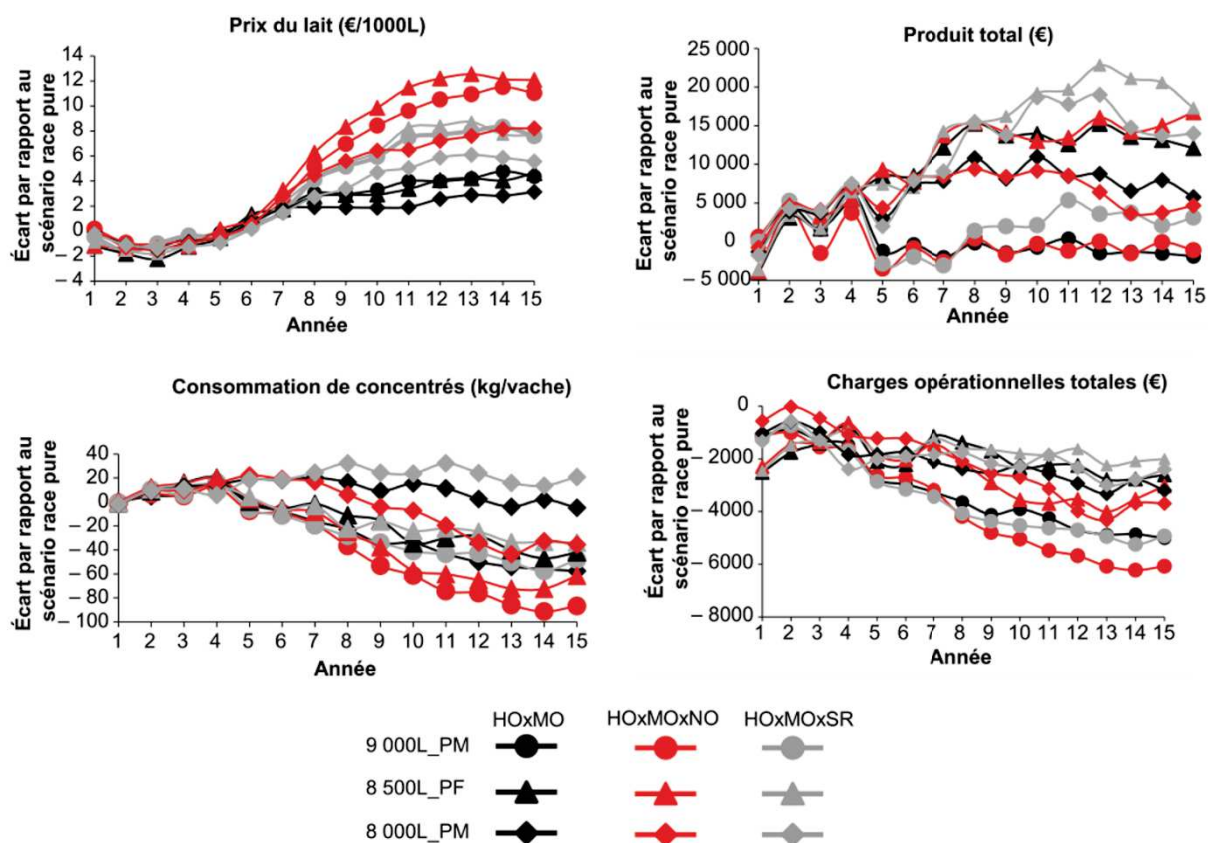 Prix du lait (€/1000L)
Écart par rapport au
scénario race pure
14
12
10
8
6
4
2
0
– 2
– 4
1 2 3 4 5 6 7 8 9 10 11 12 13 14 15
Année
Produit total (€)
Écart par rapport au
scénario race pure
25 000
20 000
15 000
10 000
5 000
0
– 5 000
1 2 3 4 5 6 7 8 9 10 11 12 13 14 15
Année
Consommation de concentrés (kg/vache)
Écart par rapport au
scénario race pure
40
20
0
– 20
– 40
– 60
– 80
– 100
1 2 3 4 5 6 7 8 9 10 11 12 13 14 15
Année
Charges opérationnelles totales (€)
Écart par rapport au
scénario race pure
0
– 2000
– 4000
– 6000
– 8000
1 2 3 4 5 6 7 8 9 10 11 12 13 14 15
Année
HOxMO HOxMOxNO HOxMOxSR
9 000L_PM
8 500L_PF
8 000L_PM